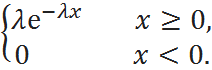 λe^{-λx} x ≥ 0,
0 x < 0.